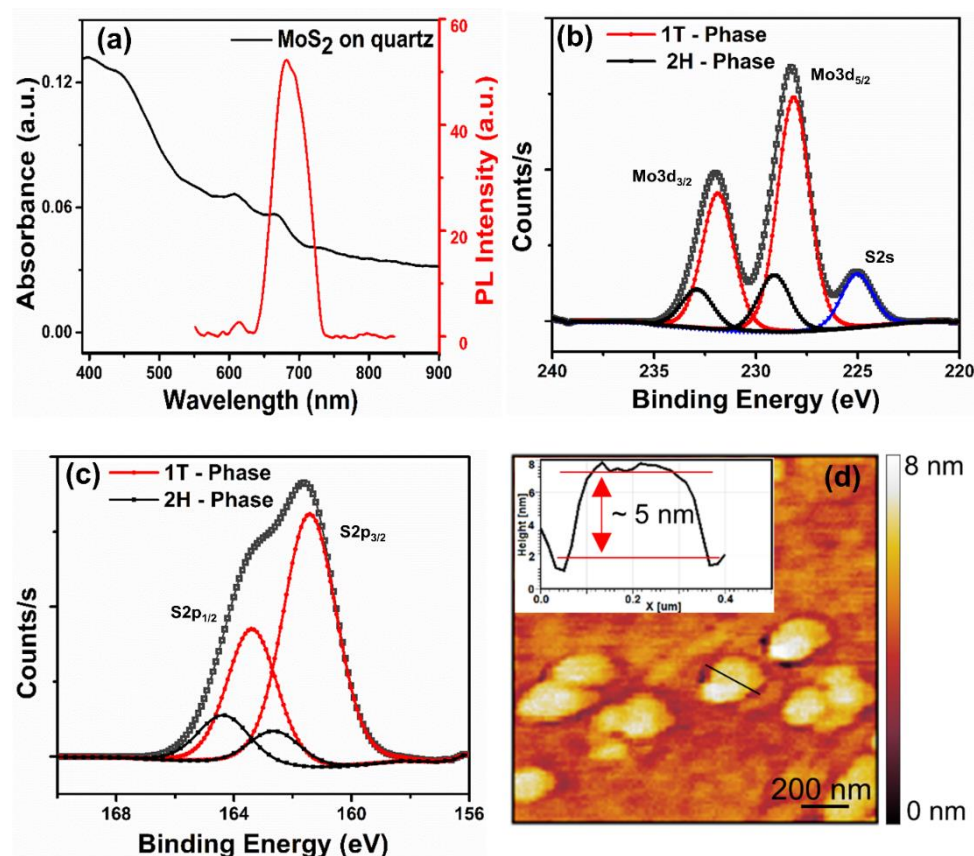 (a)
MoS2 on quartz
0.12
0.06
0.00
Absorbance (a.u.)
60
40
20
0
PL Intensity (a.u.)
400 500 600 700 800 900
Wavelength (nm)
(b)
1T - Phase
2H - Phase
Mo3d5/2
Mo3d3/2
S2s
Counts/s
240 235 230 225 220
Binding Energy (eV)
(c)
1T - Phase
2H - Phase
S2p3/2
S2p1/2
Counts/s
168 164 160 156
Binding Energy (eV)
(d)
8
6
4
2
0
Height [nm]
~ 5 nm
0.0 0.2 0.4
X [um]
200 nm
8 nm
0 nm